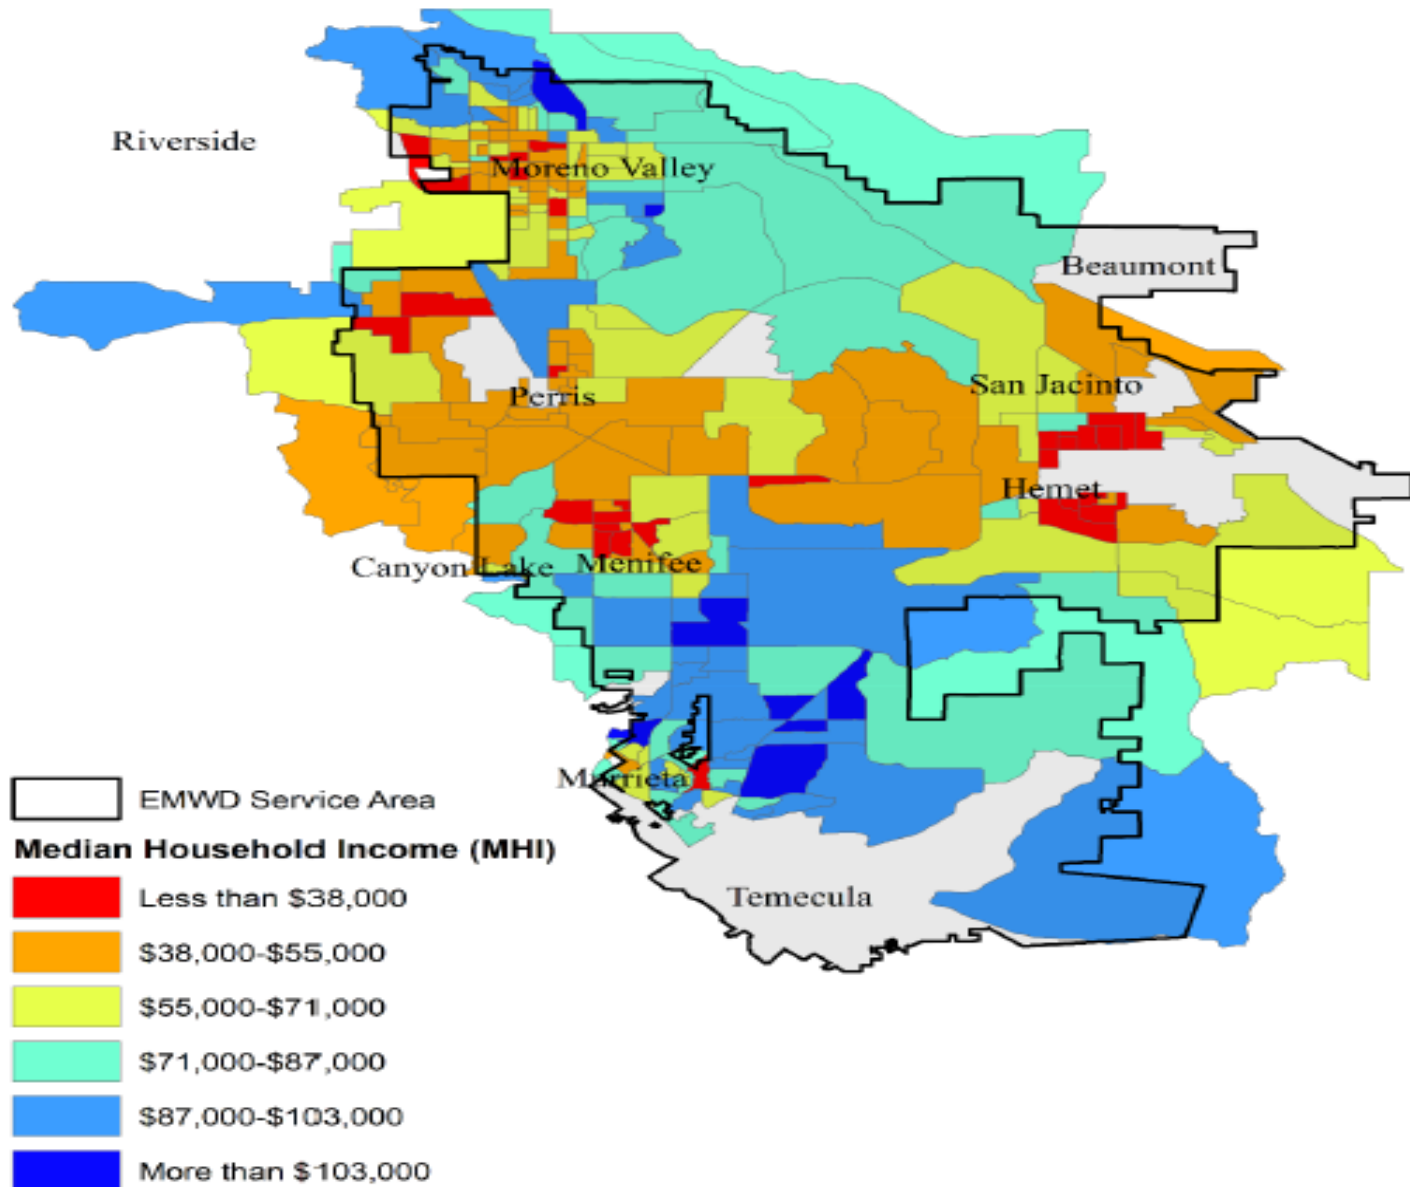 Riverside
Moreno Valley
Beaumont
San Jacinto
Perris
Hemet
Canyon Lake
Menifee
Murrieta
Temecula
EMWD Service Area
Median Household Income (MHI)
Less than $38,000
$38,000-$55,000
$55,000-$71,000
$71,000-$87,000
$87,000-$103,000
More than $103,000